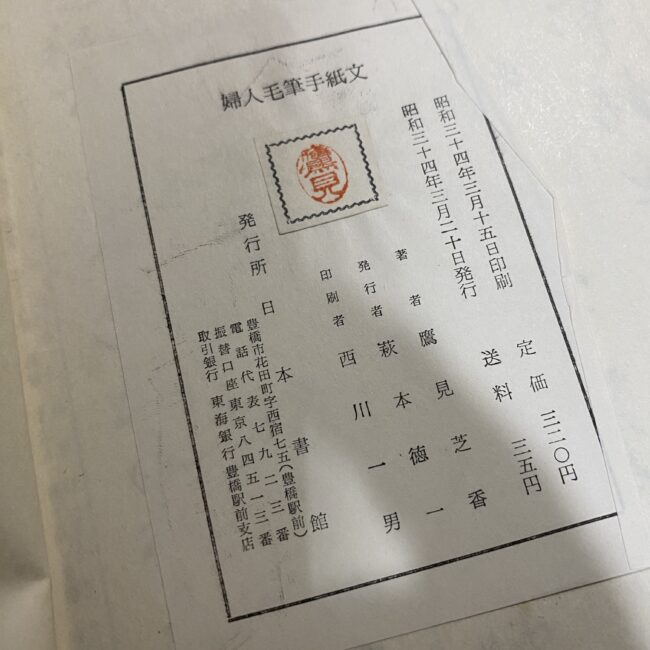 婦人毛筆手紙文
鷹見
昭和三十四年三月十五日印刷
昭和三十四年三月二十日発行
定価 三二〇円
送料 三五円
著者 鷹見芝香
発行者 萩本徳一
印刷者 西川一男
発行所 日本書館
豊橋市花田町字西宿七五(豊橋駅前)
電話代表七九二三番
振替口座東京八四五一三番
取引銀行 東海銀行豊橋駅前支店